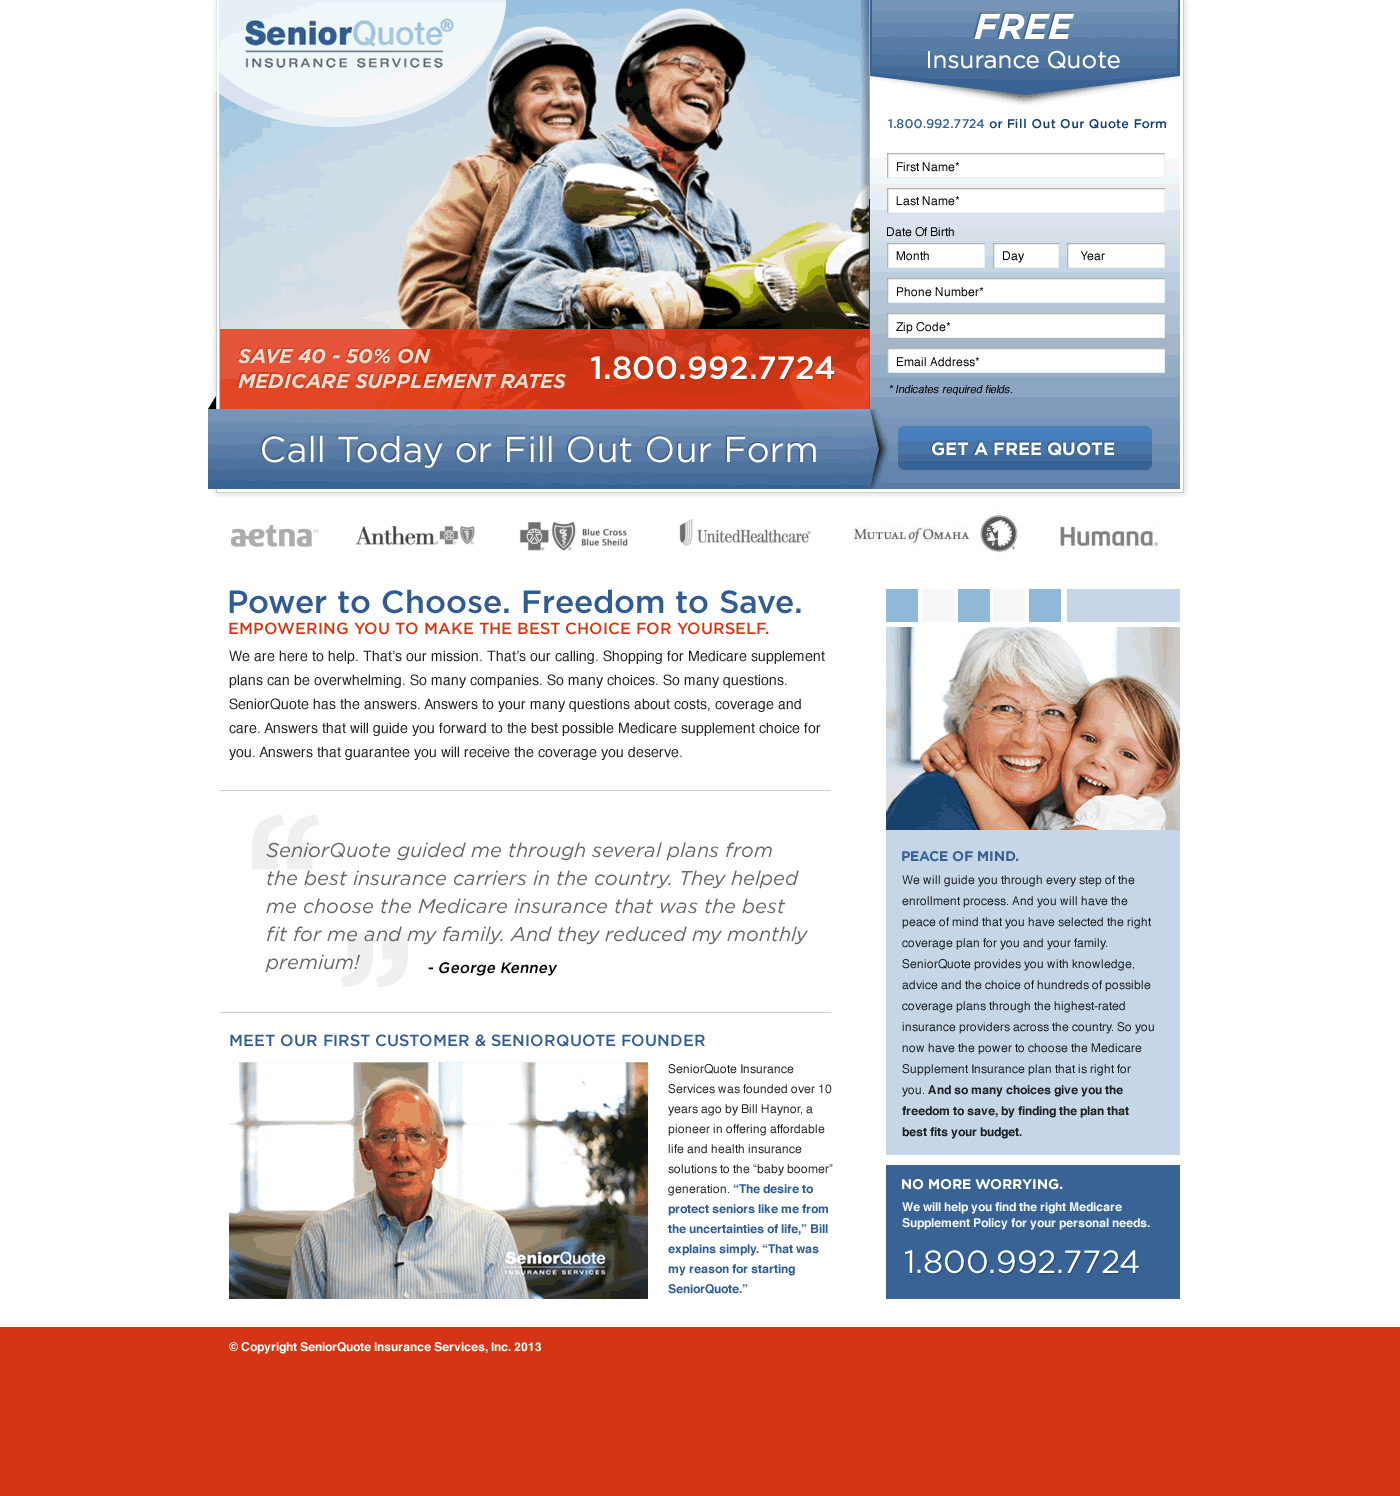 SeniorQuote®
INSURANCE SERVICES
FREE
Insurance Quote
1.800.992.7724 or Fill Out Our Quote Form
First Name*
Last Name*
Date Of Birth
Month Day Year
Phone Number*
Zip Code*
Email Address*
* Indicates required fields.
GET A FREE QUOTE
SAVE 40 - 50% ON
MEDICARE SUPPLEMENT RATES
1.800.992.7724
Call Today or Fill Out Our Form
aetna™
Anthem
Blue Cross
Blue Sheild
UnitedHealthcare®
MUTUAL of OMAHA
Humana.
Power to Choose. Freedom to Save.
EMPOWERING YOU TO MAKE THE BEST CHOICE FOR YOURSELF.
We are here to help. That’s our mission. That’s our calling. Shopping for Medicare supplement
plans can be overwhelming. So many companies. So many choices. So many questions.
SeniorQuote has the answers. Answers to your many questions about costs, coverage and
care. Answers that will guide you forward to the best possible Medicare supplement choice for
you. Answers that guarantee you will receive the coverage you deserve.
“
SeniorQuote guided me through several plans from
the best insurance carriers in the country. They helped
me choose the Medicare insurance that was the best
fit for me and my family. And they reduced my monthly
premium!
”
- George Kenney
MEET OUR FIRST CUSTOMER & SENIORQUOTE FOUNDER
SeniorQuote
INSURANCE SERVICES
SeniorQuote Insurance
Services was founded over 10
years ago by Bill Haynor, a
pioneer in offering affordable
life and health insurance
solutions to the “baby boomer”
generation. “The desire to
protect seniors like me from
the uncertainties of life,” Bill
explains simply. “That was
my reason for starting
SeniorQuote.”
PEACE OF MIND.
We will guide you through every step of the
enrollment process. And you will have the
peace of mind that you have selected the right
coverage plan for you and your family.
SeniorQuote provides you with knowledge,
advice and the choice of hundreds of possible
coverage plans through the highest-rated
insurance providers across the country. So you
now have the power to choose the Medicare
Supplement Insurance plan that is right for
you. And so many choices give you the
freedom to save, by finding the plan that
best fits your budget.
NO MORE WORRYING.
We will help you find the right Medicare
Supplement Policy for your personal needs.
1.800.992.7724
© Copyright SeniorQuote Insurance Services, Inc. 2013